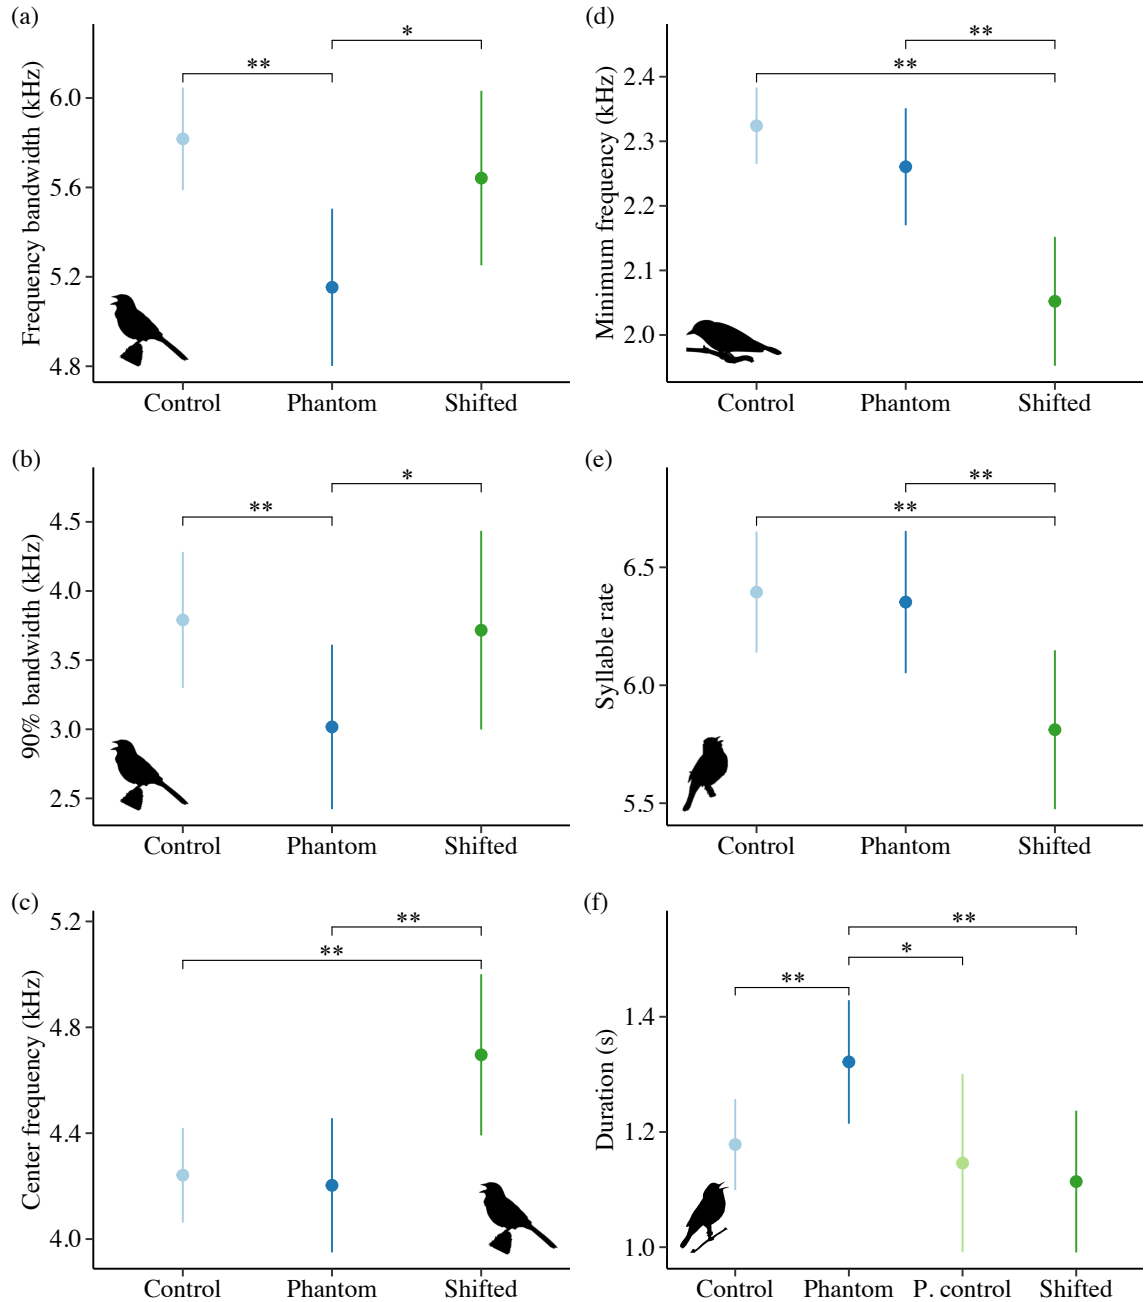 (a)
*
**
Frequency bandwidth (kHz)
6.0
5.6
5.2
4.8
Control Phantom Shifted
(d)
**
**
Minimum frequency (kHz)
2.4
2.3
2.2
2.1
2.0
Control Phantom Shifted
(b)
*
**
90% bandwidth (kHz)
4.5
4.0
3.5
3.0
2.5
Control Phantom Shifted
(e)
**
**
Syllable rate
6.5
6.0
5.5
Control Phantom Shifted
(c)
**
**
Center frequency (kHz)
5.2
4.8
4.4
4.0
Control Phantom Shifted
(f)
**
*
**
Duration (s)
1.4
1.2
1.0
Control Phantom P. control Shifted